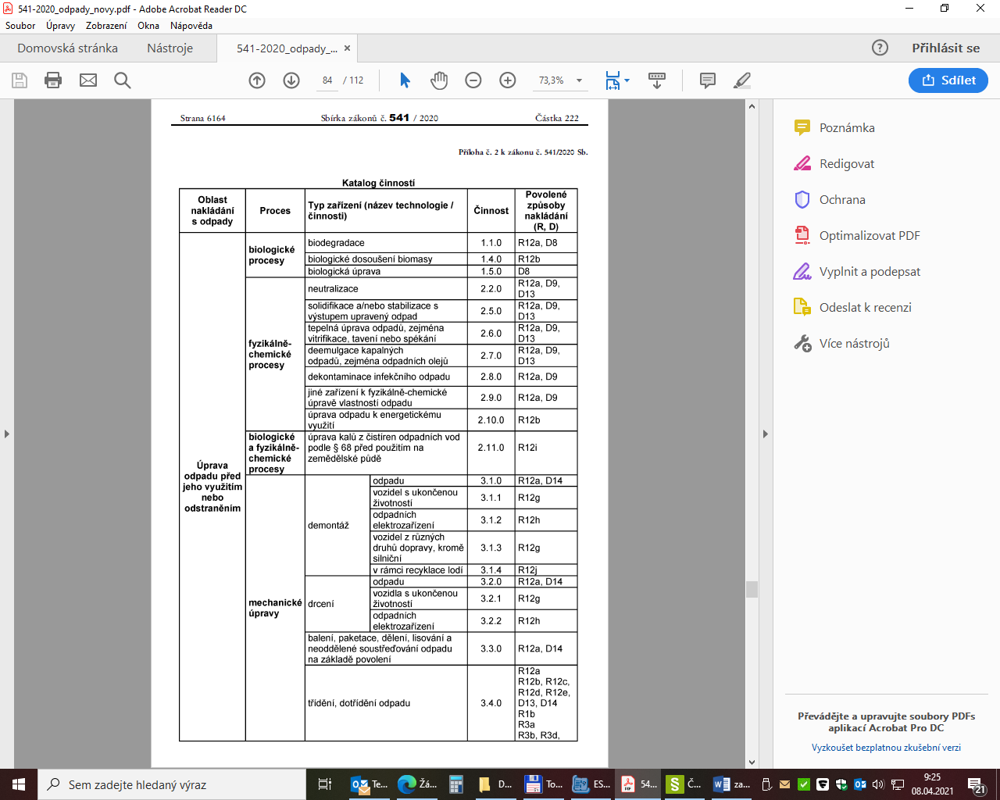 541-2020_odpady_novy.pdf - Adobe Acrobat Reader DC
Soubor Úpravy Zobrazení Okna Nápověda
Domovská stránka Nástroje 541-2020_odpady_... ×
Přihlásit se
84 / 112 73,3% Sdílet
Strana 6164 Sbírka zákonů č. 541 / 2020 Částka 222
Příloha č. 2 k zákonu č. 541/2020 Sb.
Katalog činností
Oblast
nakládání
s odpady
Proces
Typ zařízení (název technologie /
činnosti)
Činnost
Povolené
způsoby
nakládání
(R, D)
Úprava
odpadu před
jeho využitím
nebo
odstraněním
biologické
procesy
biodegradace 1.1.0 R12a, D8
biologické dosoušení biomasy 1.4.0 R12b
biologická úprava 1.5.0 D8
fyzikálně-
chemické
procesy
neutralizace 2.2.0 R12a, D9,
D13
solidifikace a/nebo stabilizace s
výstupem upravený odpad
2.5.0 R12a, D9,
D13
tepelná úprava odpadů, zejména
vitrifikace, tavení nebo spékání
2.6.0 R12a, D9,
D13
deemulgace kapalných
odpadů, zejména odpadních olejů
2.7.0 R12a, D9,
D13
dekontaminace infekčního odpadu 2.8.0 R12a, D9
jiné zařízení k fyzikálně-chemické
úpravě vlastností odpadu
2.9.0 R12a, D9
úprava odpadu k energetickému
využití
2.10.0 R12b
biologické
a fyzikálně-
chemické
procesy
úprava kalů z čistíren odpadních vod
podle § 68 před použitím na
zemědělské půdě
2.11.0 R12i
mechanické
úpravy
demontáž
odpadu 3.1.0 R12a, D14
vozidel s ukončenou
životností
3.1.1 R12g
odpadních
elektrozařízení
3.1.2 R12h
vozidel z různých
druhů dopravy, kromě
silniční
3.1.3 R12g
v rámci recyklace lodí 3.1.4 R12j
drcení
odpadu 3.2.0 R12a, D14
vozidla s ukončenou
životností
3.2.1 R12g
odpadních
elektrozařízení
3.2.2 R12h
balení, paketace, dělení, lisování a
neoddělené soustřeďování odpadu
na základě povolení
3.3.0 R12a, D14
třídění, dotřídění odpadu 3.4.0
R12a
R12b, R12c,
R12d, R12e,
D13, D14
R1b
R3a
R3b, R3d,
Poznámka
Redigovat
Ochrana
Optimalizovat PDF
Vyplnit a podepsat
Odeslat k recenzi
Více nástrojů
Převádějte a upravujte soubory PDFs
aplikací Acrobat Pro DC
Vyzkoušet bezplatnou zkušební verzi
Sem zadejte hledaný výraz
Te... Žá... D... To... ES... 54... Č... za...
9:25
08.04.2021
21